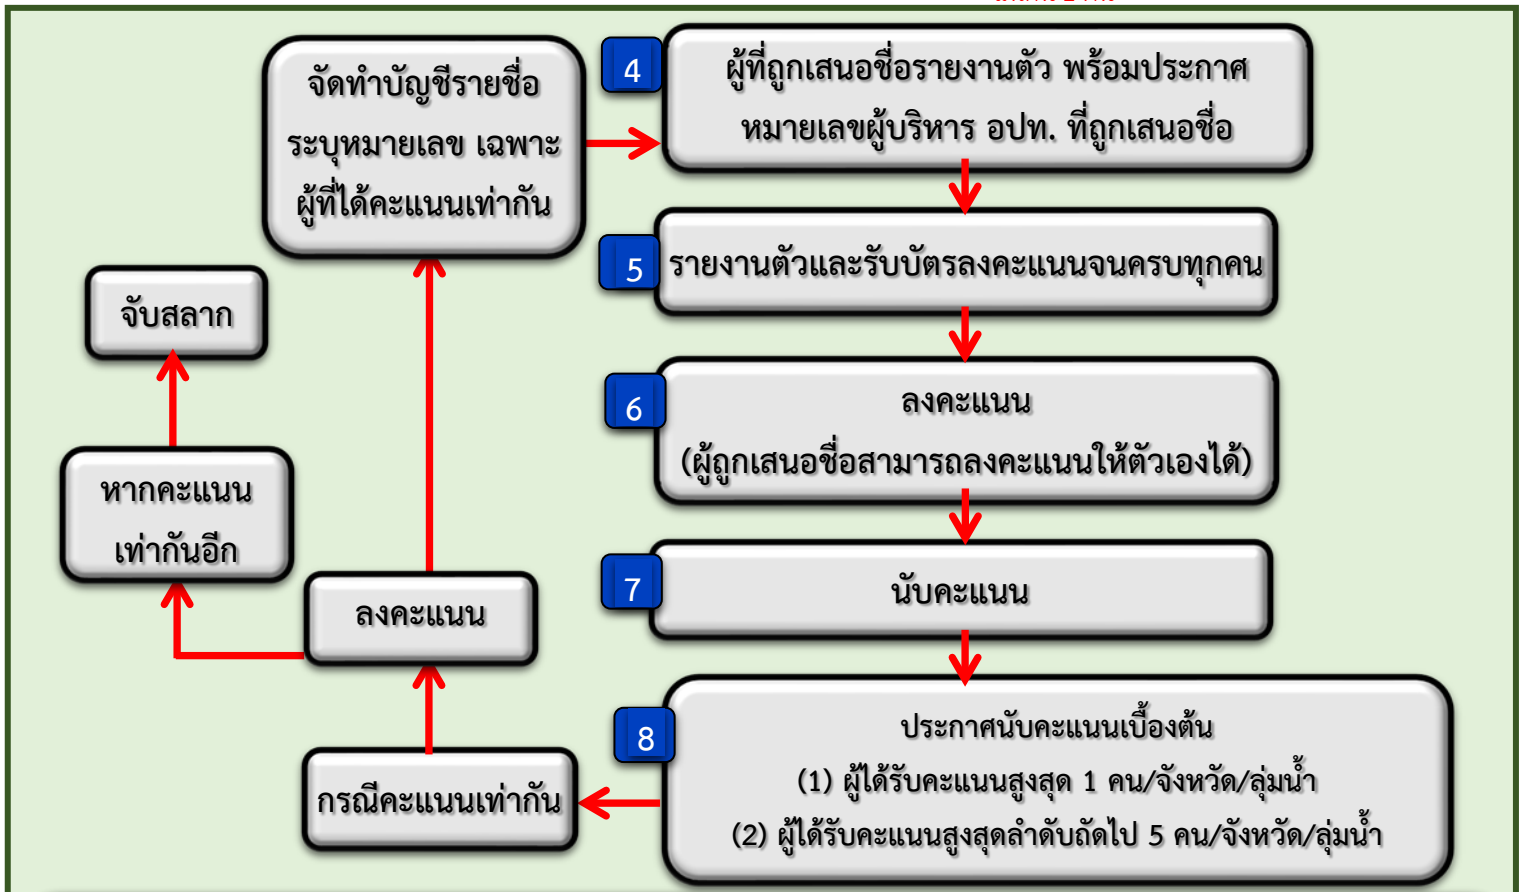 จัดทำบัญชีรายชื่อ
ระบุหมายเลข เฉพาะ
ผู้ที่ได้คะแนนเท่ากัน
4
ผู้ที่ถูกเสนอชื่อรายงานตัว พร้อมประกาศ
หมายเลขผู้บริหาร อปท. ที่ถูกเสนอชื่อ
5
รายงานตัวและรับบัตรลงคะแนนจนครบทุกคน
จับสลาก
6
ลงคะแนน
(ผู้ถูกเสนอชื่อสามารถลงคะแนนให้ตัวเองได้)
หากคะแนน
เท่ากันอีก
7
นับคะแนน
ลงคะแนน
8
ประกาศนับคะแนนเบื้องต้น
(1) ผู้ได้รับคะแนนสูงสุด 1 คน/จังหวัด/ลุ่มน้ำ
(2) ผู้ได้รับคะแนนสูงสุดลำดับถัดไป 5 คน/จังหวัด/ลุ่มน้ำ
กรณีคะแนนเท่ากัน